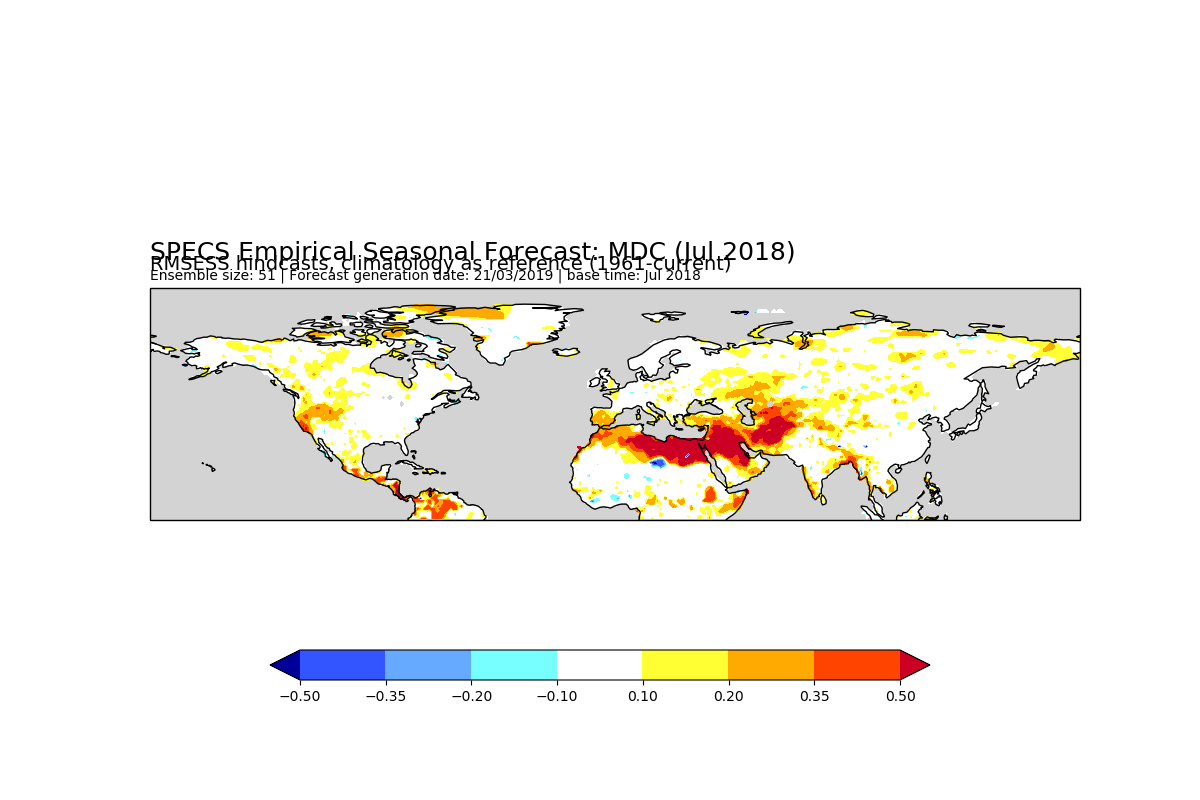 SPECS Empirical Seasonal Forecast: MDC (Jul 2018)
RMSESS hindcasts, climatology as reference (1961-current)
Ensemble size: 51 | Forecast generation date: 21/03/2019 | base time: Jul 2018
−0.50 −0.35 −0.20 −0.10 0.10 0.20 0.35 0.50